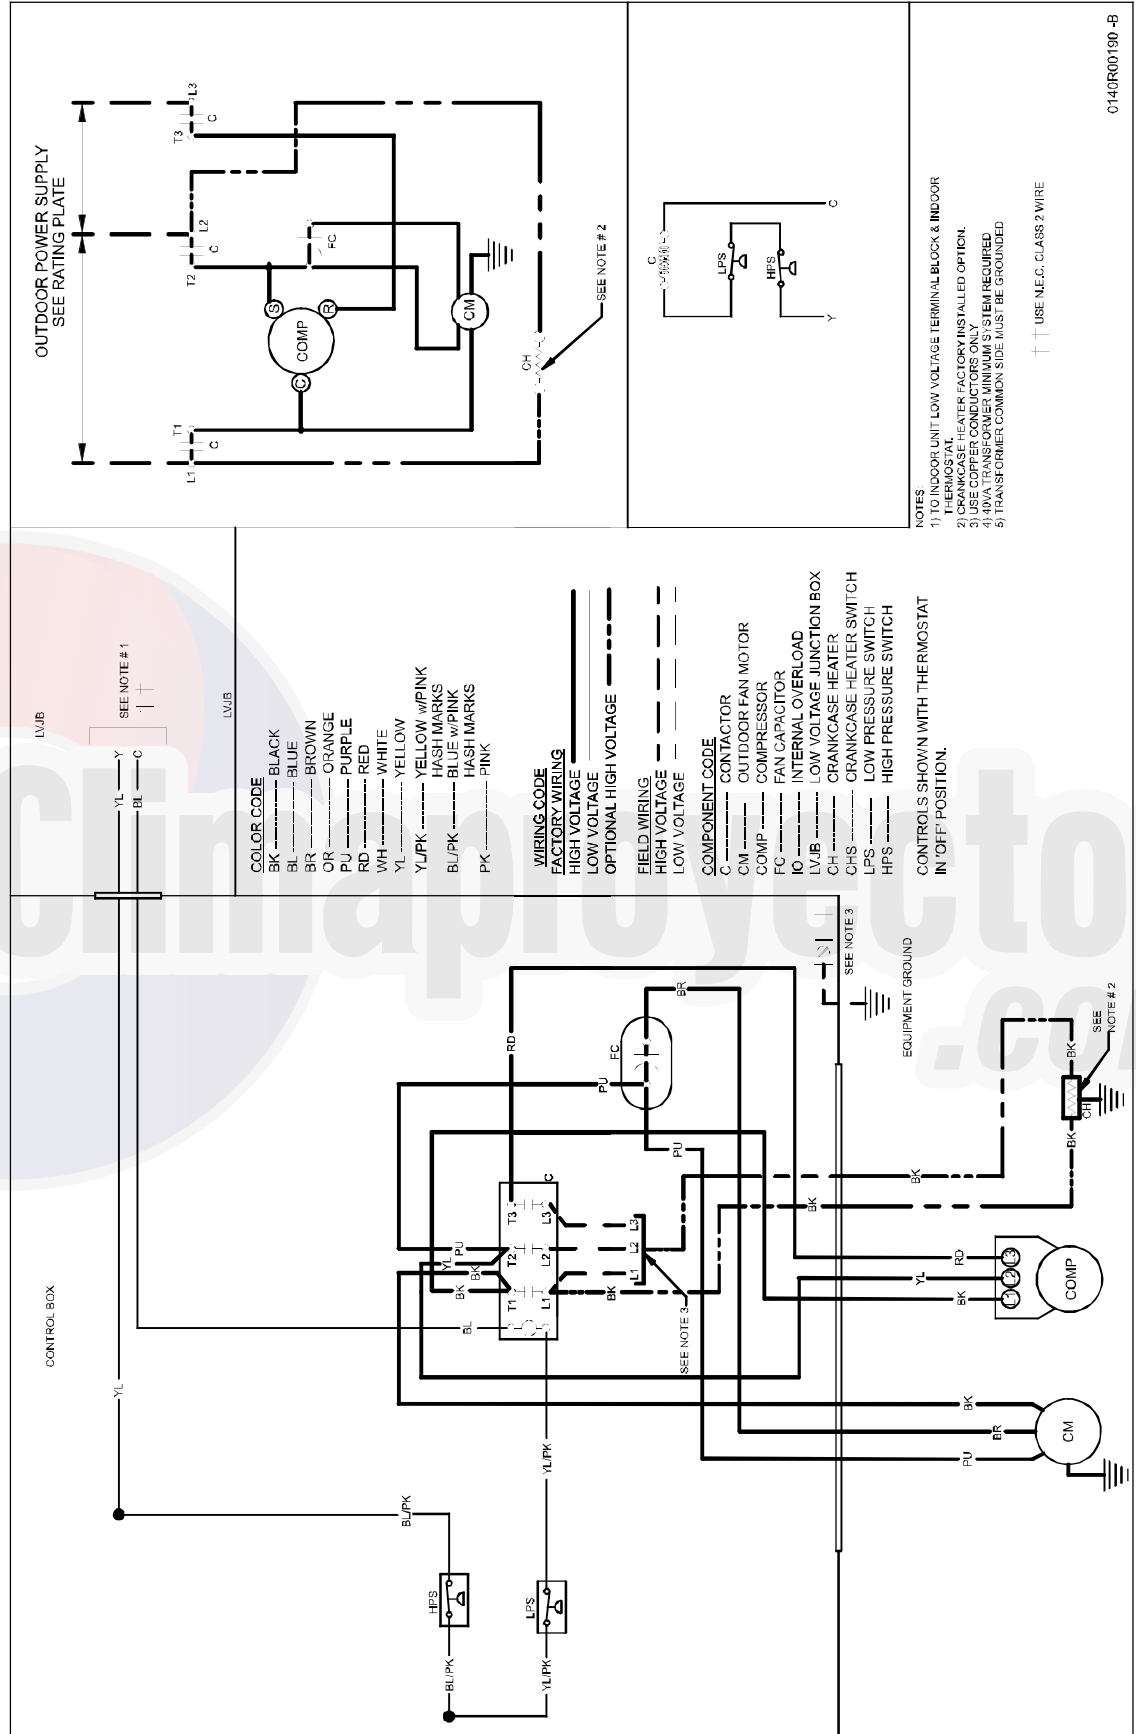 OUTDOOR POWER SUPPLY
SEE RATING PLATE
L1
T1
C
T2
L2
C
T3
L3
C
S
R
C
COMP
FC
CM
CH
SEE NOTE # 2
C
LPS
HPS
Y
C
NOTES:
1) TO INDOOR UNIT LOW VOLTAGE TERMINAL BLOCK & INDOOR
THERMOSTAT.
2) CRANKCASE HEATER FACTORY INSTALLED OPTION.
3) USE COPPER CONDUCTORS ONLY
4) 40VA TRANSFORMER MINIMUM SYSTEM REQUIRED
5) TRANSFORMER COMMON SIDE MUST BE GROUNDED
USE N.E.C. CLASS 2 WIRE
0140R00190 -B
LVJB
SEE NOTE # 1
Y
C
YL
BL
LVJB
COLOR CODE
BK ------- BLACK
BL ------- BLUE
BR ------- BROWN
OR ------- ORANGE
PU ------- PURPLE
RD ------- RED
WH ------- WHITE
YL ------- YELLOW
YL/PK ------- YELLOW w/PINK
HASH MARKS
BL/PK ------- BLUE w/PINK
HASH MARKS
PK ------- PINK
WIRING CODE
FACTORY WIRING
HIGH VOLTAGE
LOW VOLTAGE
OPTIONAL HIGH VOLTAGE
FIELD WIRING
HIGH VOLTAGE
LOW VOLTAGE
COMPONENT CODE
C ------- CONTACTOR
CM ------- OUTDOOR FAN MOTOR
COMP ------- COMPRESSOR
FC ------- FAN CAPACITOR
IO ------- INTERNAL OVERLOAD
LVJB ------- LOW VOLTAGE JUNCTION BOX
CH ------- CRANKCASE HEATER
CHS ------- CRANKCASE HEATER SWITCH
LPS ------- LOW PRESSURE SWITCH
HPS ------- HIGH PRESSURE SWITCH
CONTROLS SHOWN WITH THERMOSTAT
IN "OFF" POSITION.
CONTROL BOX
YL
BL
BL/PK
HPS
BL/PK
YL/PK
LPS
YL/PK
T1
T2
T3
L1
L2
L3
C
BK
BK
YL
PU
RD
PU
FC
BR
PU
BK
L1
L2
L3
SEE NOTE 3
SEE NOTE 3
EQUIPMENT GROUND
BK
BK
BK
BK
CH
SEE
NOTE # 2
RD
YL
BK
L1
L2
L3
COMP
BK
BR
PU
CM
Climaproyecto
.co